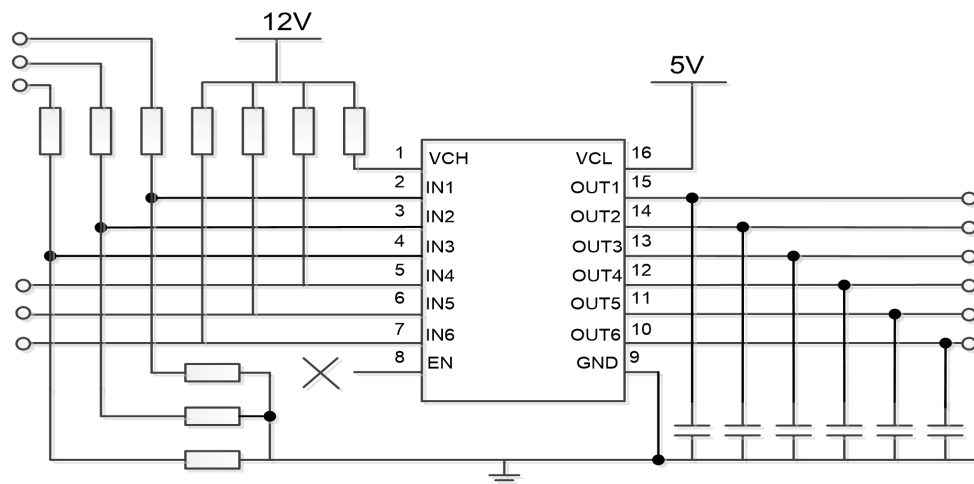 12V
5V
1 VCH VCL 16
2 IN1 OUT1 15
3 IN2 OUT2 14
4 IN3 OUT3 13
5 IN4 OUT4 12
6 IN5 OUT5 11
7 IN6 OUT6 10
8 EN GND 9